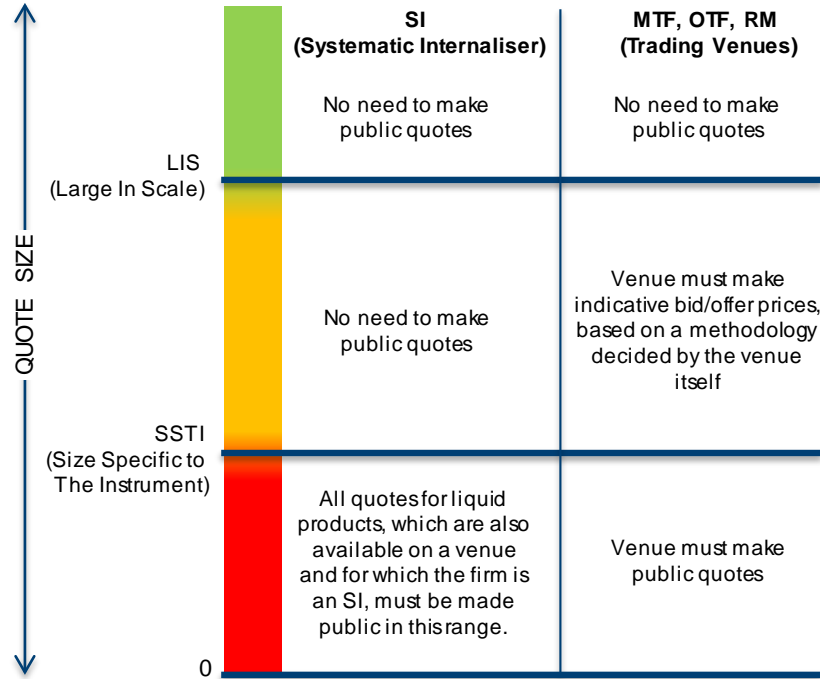 SI
(Systematic Internaliser)
MTF, OTF, RM
(Trading Venues)
No need to make
public quotes
No need to make
public quotes
LIS
(Large In Scale)
QUOTE SIZE
No need to make
public quotes
Venue must make
indicative bid/offer prices,
based on a methodology
decided by the venue
itself
SSTI
(Size Specific to
The Instrument)
All quotes for liquid
products, which are also
available on a venue
and for which the firm is
an SI, must be made
public in this range.
Venue must make
public quotes
0